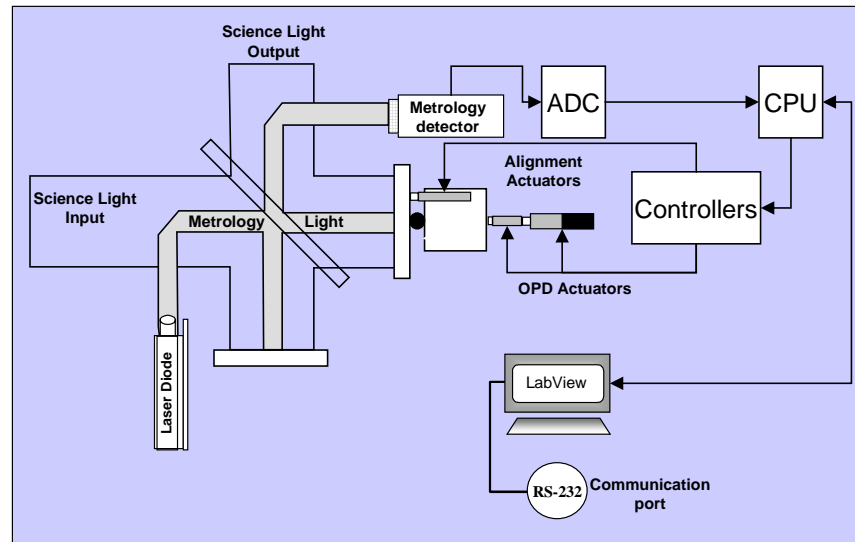 Science Light
Output
Metrology
detector
ADC
CPU
Alignment
Actuators
Science Light
Input
Metrology
Light
Controllers
OPD Actuators
Laser Diode
LabView
RS-232
Communication
port